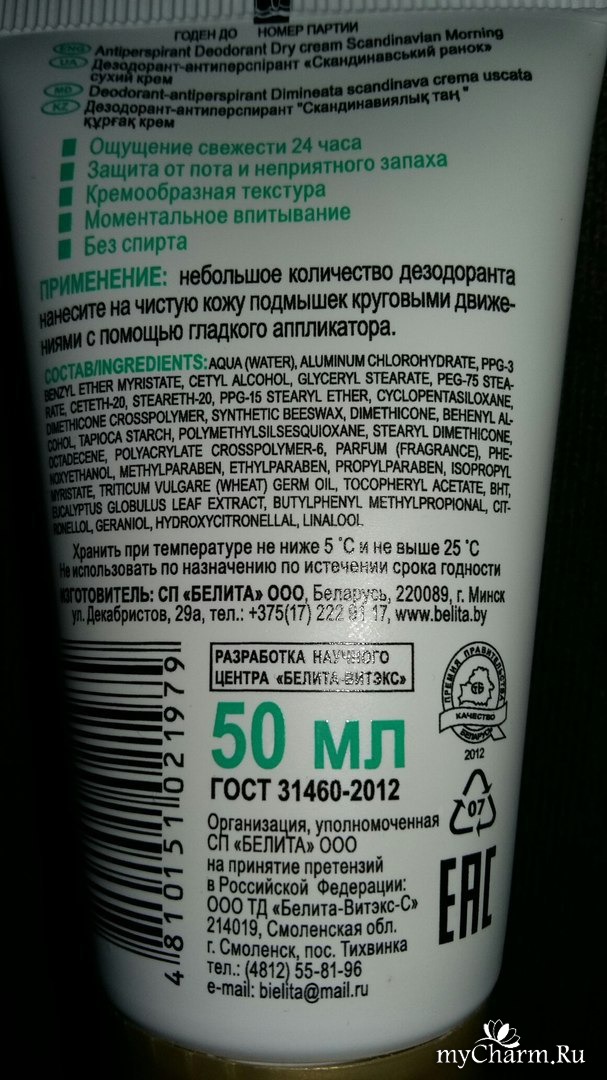 ГОДЕН ДО НОМЕР ПАРТИИ
ENG Antiperspirant Deodorant Dry cream Scandinavian Morning
UA Дезодорант-антиперспірант «Скандинавський ранок»
сухий крем
MD Deodorant-antiperspirant Dimineata scandinava crema uscata
KZ Дезодорант-антиперспирант "Скандинавиялық таң"
құрғақ крем
Ощущение свежести 24 часа
Защита от пота и неприятного запаха
Кремообразная текстура
Моментальное впитывание
Без спирта
ПРИМЕНЕНИЕ: небольшое количество дезодоранта
нанесите на чистую кожу подмышек круговыми движе-
ниями с помощью гладкого аппликатора.
СОСТАВ/INGREDIENTS: AQUA (WATER), ALUMINUM CHLOROHYDRATE, PPG-3
BENZYL ETHER MYRISTATE, CETYL ALCOHOL, GLYCERYL STEARATE, PEG-75 STEA-
RATE, CETETH-20, STEARETH-20, PPG-15 STEARYL ETHER, CYCLOPENTASILOXANE,
DIMETHICONE CROSSPOLYMER, SYNTHETIC BEESWAX, DIMETHICONE, BEHENYL AL-
COHOL, TAPIOCA STARCH, POLYMETHYLSILSESQUIOXANE, STEARYL DIMETHICONE,
OCTADECENE, POLYACRYLATE CROSSPOLYMER-6, PARFUM (FRAGRANCE), PHE-
NOXYETHANOL, METHYLPARABEN, ETHYLPARABEN, PROPYLPARABEN, ISOPROPYL
MYRISTATE, TRITICUM VULGARE (WHEAT) GERM OIL, TOCOPHERYL ACETATE, BHT,
EUCALYPTUS GLOBULUS LEAF EXTRACT, BUTYLPHENYL METHYLPROPIONAL, CIT-
RONELLOL, GERANIOL, HYDROXYCITRONELLAL, LINALOOL.
Хранить при температуре не ниже 5 °С и не выше 25 °С
Не использовать по назначению по истечении срока годности
ИЗГОТОВИТЕЛЬ: СП «БЕЛИТА» ООО, Беларусь, 220089, г. Минск
ул. Декабристов, 29а, тел.: +375(17) 222 91 17, www.belita.by
РАЗРАБОТКА НАУЧНОГО
ЦЕНТРА «БЕЛИТА-ВИТЭКС»
ПРЕМИЯ ПРАВИТЕЛЬСТВА
КАЧЕСТВО
БЕЛАРУСИ
2012
50 мл
ГОСТ 31460-2012
07
Организация, уполномоченная
СП «БЕЛИТА» ООО
на принятие претензий
в Российской Федерации:
ООО ТД «Белита-Витэкс-С»
214019, Смоленская обл.
г. Смоленск, пос. Тихвинка
тел.: (4812) 55-81-96
e-mail: bielita@mail.ru
EAC
4 810151 021979
myCharm.Ru